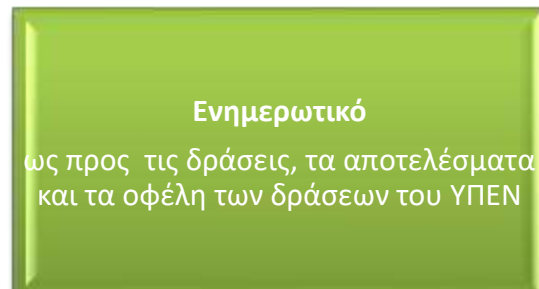 Ενημερωτικό
ως προς  τις δράσεις, τα αποτελέσματα
και τα οφέλη των δράσεων του ΥΠΕΝ